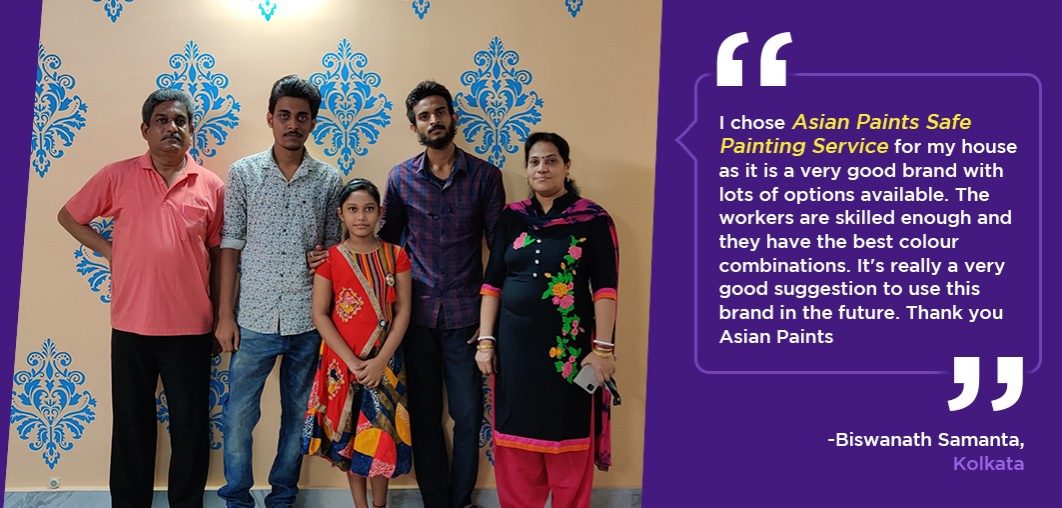 “
I chose Asian Paints Safe
Painting Service for my house
as it is a very good brand with
lots of options available. The
workers are skilled enough and
they have the best colour
combinations. It's really a very
good suggestion to use this
brand in the future. Thank you
Asian Paints
”
-Biswanath Samanta,
Kolkata